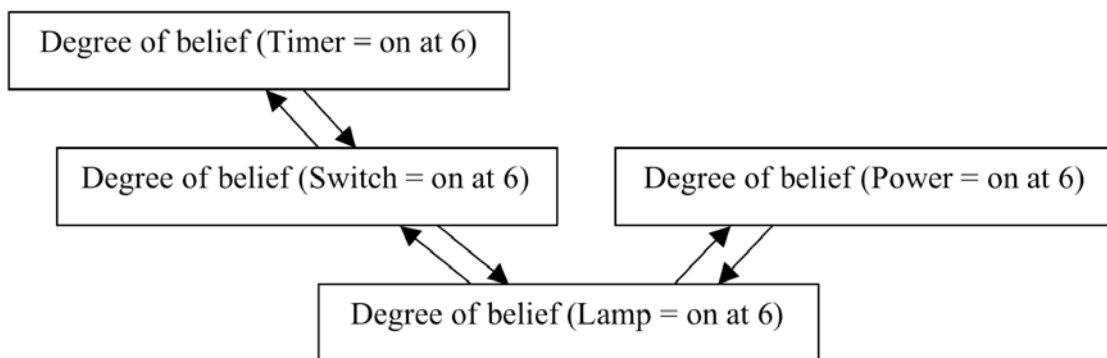 Degree of belief (Timer = on at 6)
Degree of belief (Switch = on at 6)
Degree of belief (Power = on at 6)
Degree of belief (Lamp = on at 6)